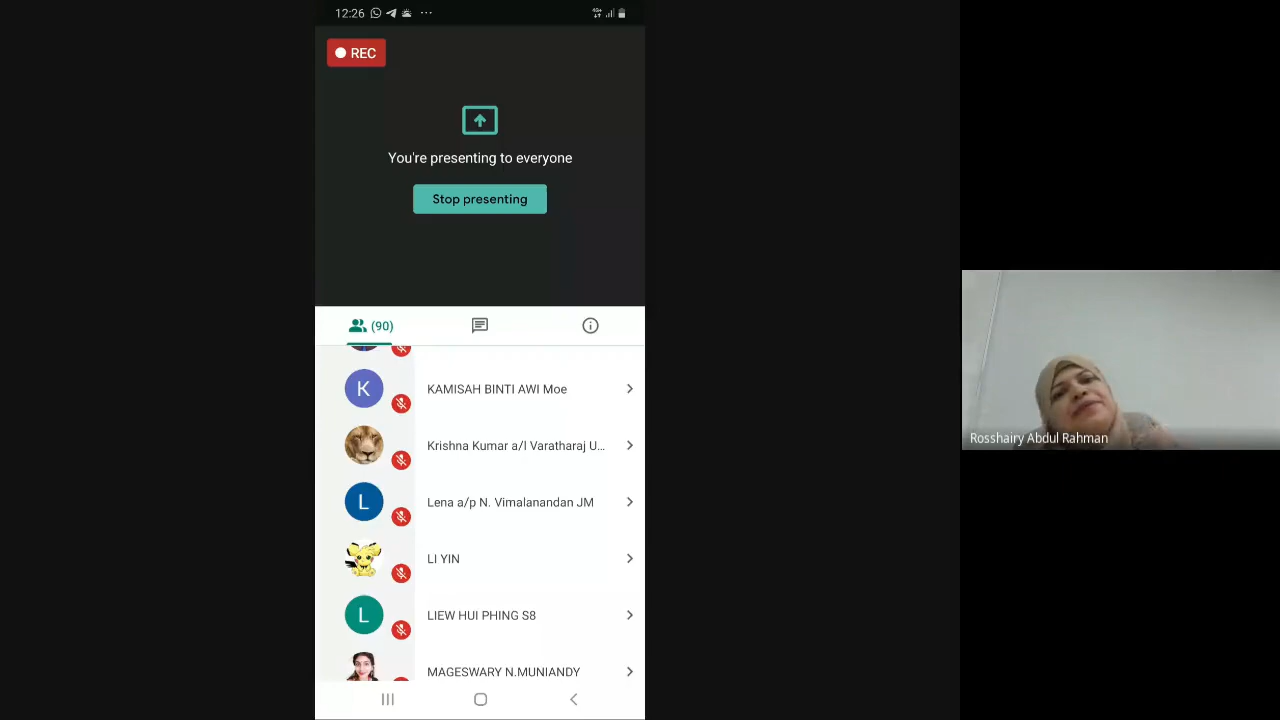 12:26
REC
You're presenting to everyone
Stop presenting
(90)
K
KAMISAH BINTI AWI Moe
Krishna Kumar a/l Varatharaj U...
L
Lena a/p N. Vimalanandan JM
LI YIN
L
LIEW HUI PHING S8
MAGESWARY N.MUNIANDY
Rosshairy Abdul Rahman